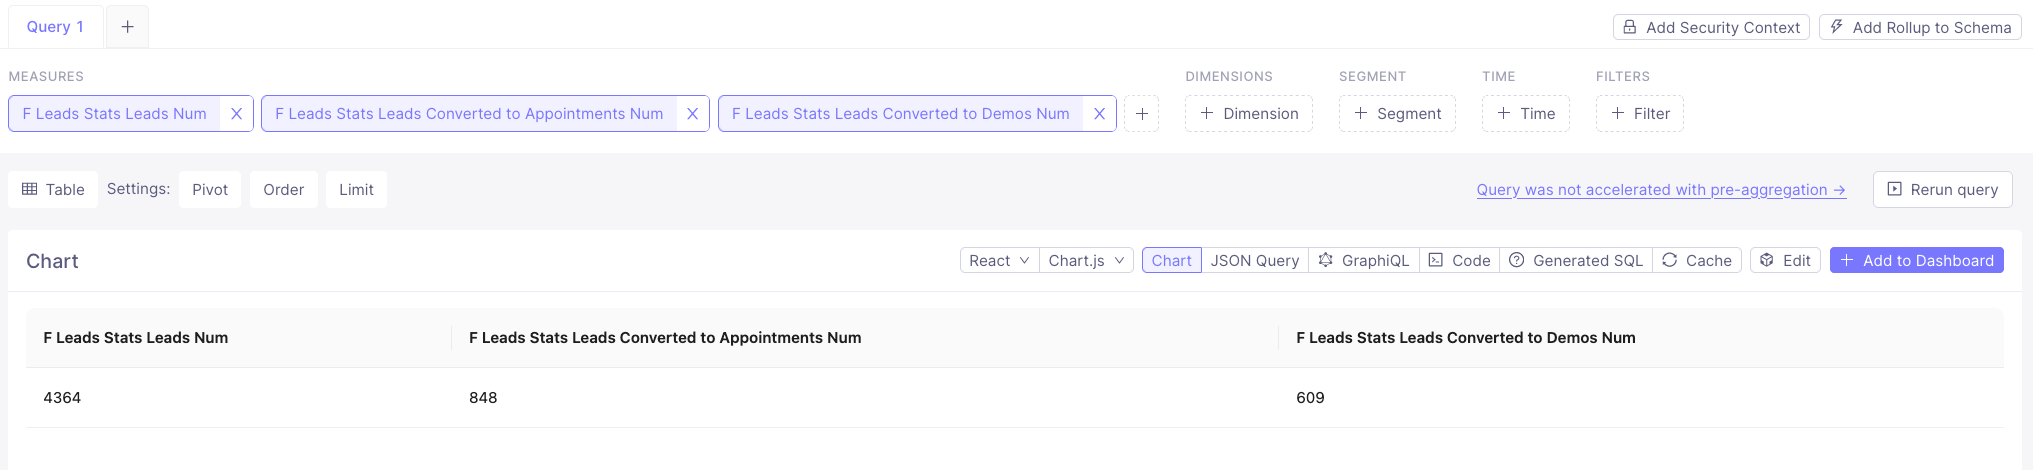 Query 1
Add Security Context Add Rollup to Schema
MEASURES DIMENSIONS SEGMENT TIME FILTERS
F Leads Stats Leads Num F Leads Stats Leads Converted to Appointments Num F Leads Stats Leads Converted to Demos Num + Dimension + Segment + Time + Filter
Table Settings: Pivot Order Limit Query was not accelerated with pre-aggregation → Rerun query
Chart React Chart.js Chart JSON Query GraphiQL Code Generated SQL Cache Edit + Add to Dashboard
F Leads Stats Leads Num F Leads Stats Leads Converted to Appointments Num F Leads Stats Leads Converted to Demos Num
4364 848 609